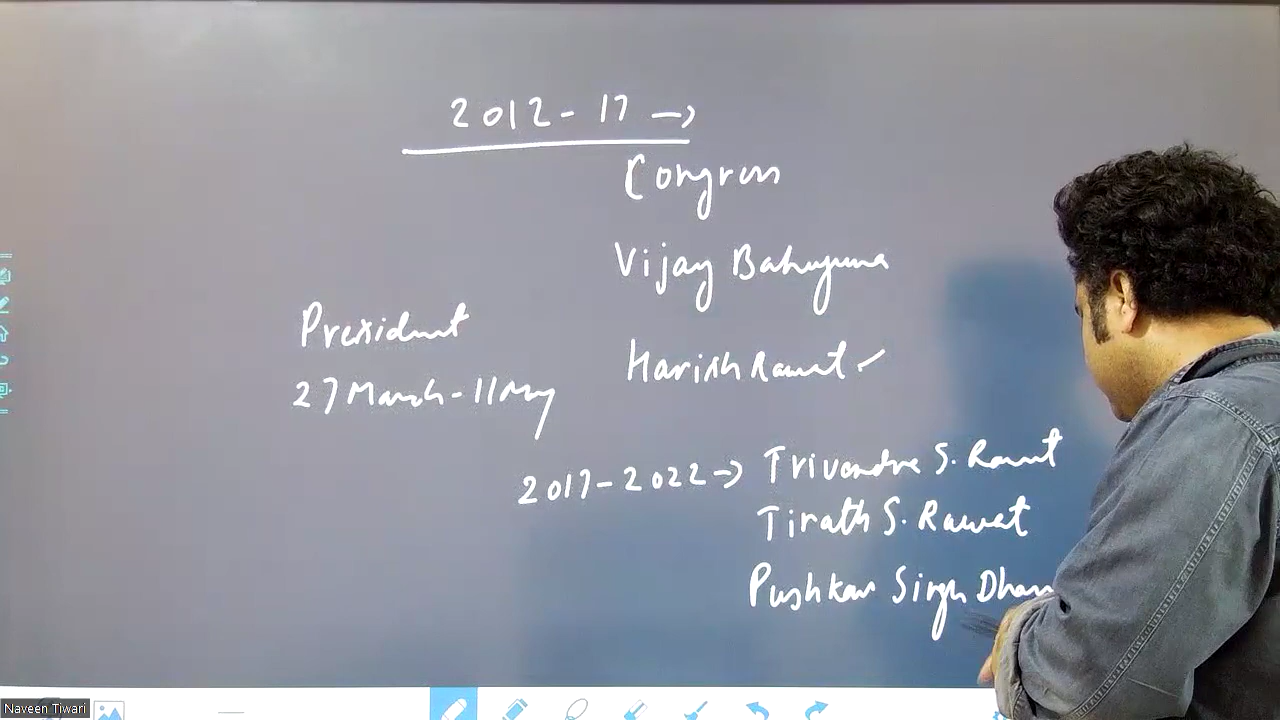 2012-17 →
Congress
Vijay Bahuguna
President
27 March - 11 May
Harish Rawat ✓
2017-2022 → Trivendra S. Rawat
Tirath S. Rawat
Pushkar Singh Dham
Naveen Tiwari